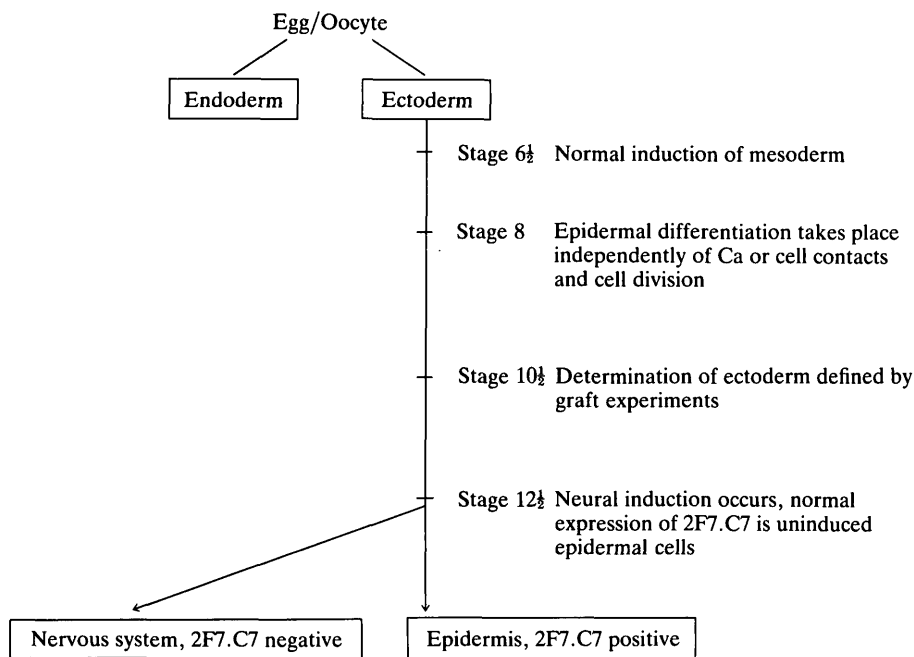 Egg/Oocyte
Endoderm
Ectoderm
Stage 6½ Normal induction of mesoderm
Stage 8 Epidermal differentiation takes place
independently of Ca or cell contacts
and cell division
Stage 10½ Determination of ectoderm defined by
graft experiments
Stage 12½ Neural induction occurs, normal
expression of 2F7.C7 is uninduced
epidermal cells
Nervous system, 2F7.C7 negative
Epidermis, 2F7.C7 positive